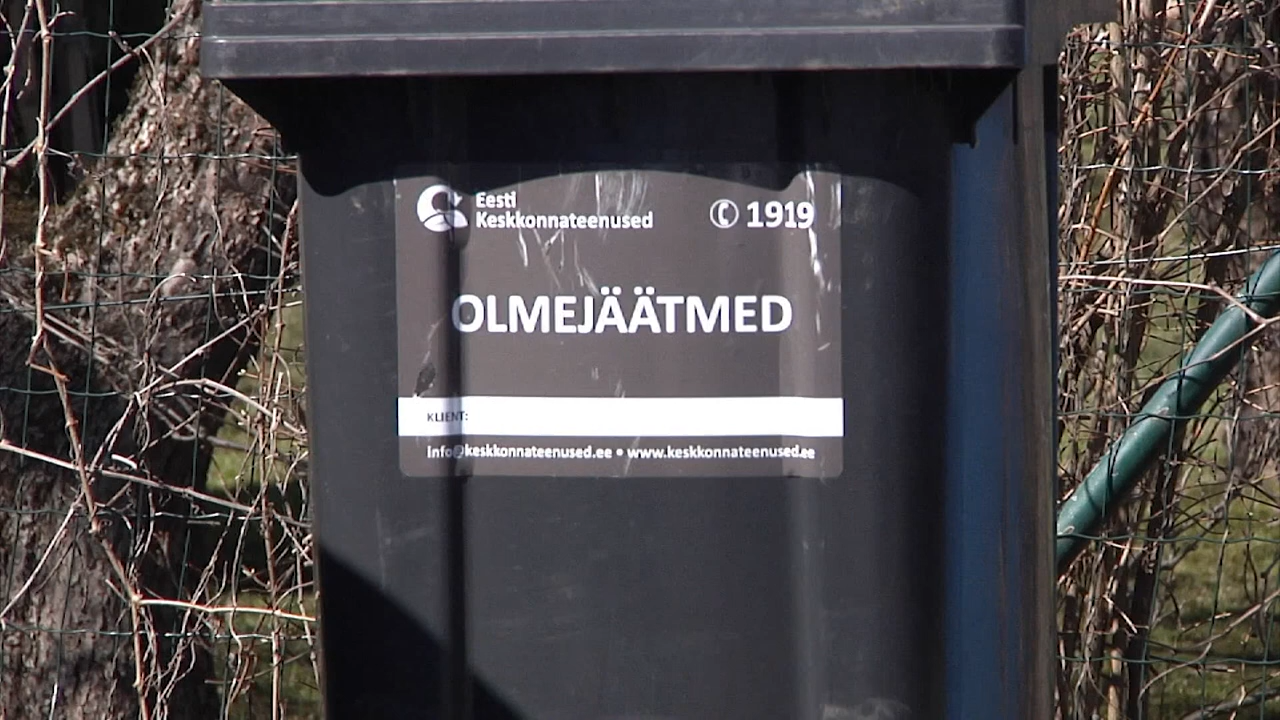 Eesti
Keskkonnateenused
1919
OLMEJÄÄTMED
KLIENT:
info@keskkonnateenused.ee • www.keskkonnateenused.ee